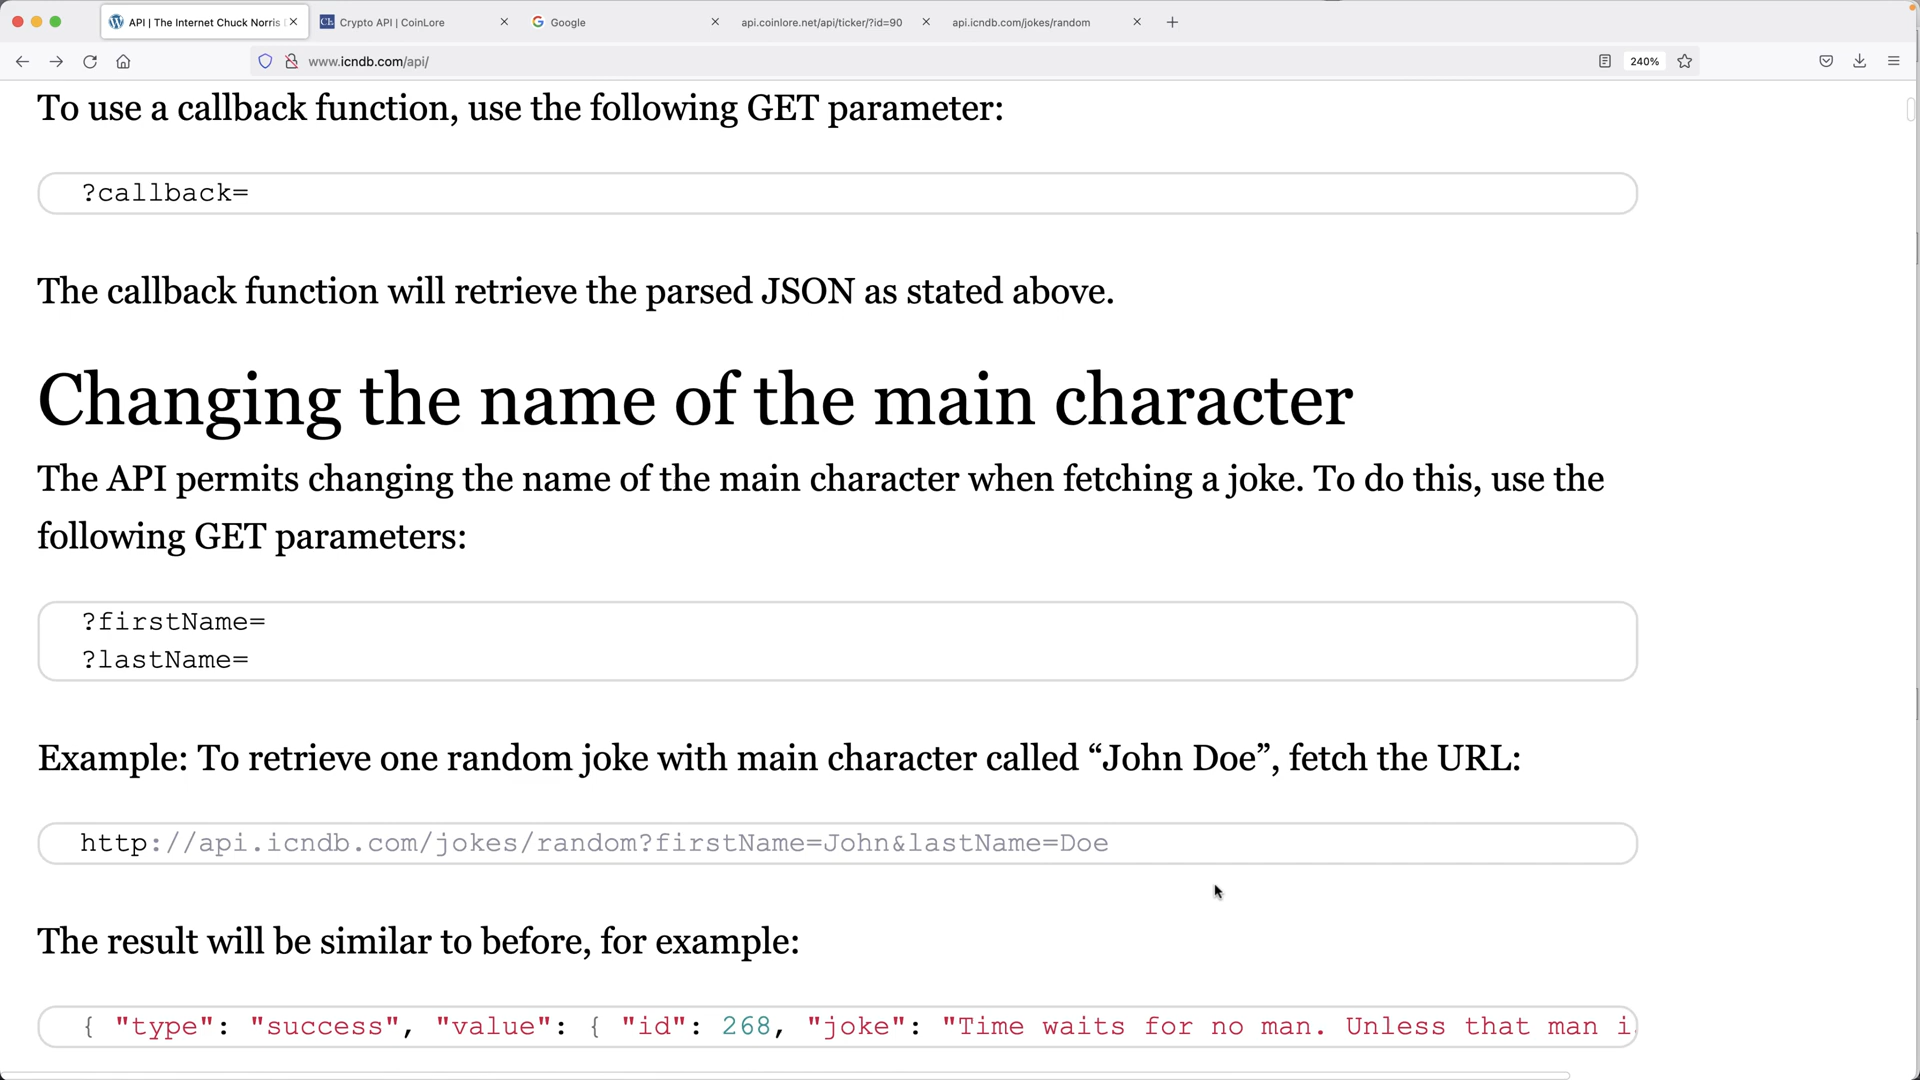 API | The Internet Chuck Norris
Crypto API | CoinLore
Google
api.coinlore.net/api/ticker/?id=90
api.icndb.com/jokes/random
www.icndb.com/api/
240%
To use a callback function, use the following GET parameter:
?callback=
The callback function will retrieve the parsed JSON as stated above.
Changing the name of the main character
The API permits changing the name of the main character when fetching a joke. To do this, use the
following GET parameters:
?firstName=
?lastName=
Example: To retrieve one random joke with main character called “John Doe”, fetch the URL:
http://api.icndb.com/jokes/random?firstName=John&lastName=Doe
The result will be similar to before, for example:
{ "type": "success", "value": { "id": 268, "joke": "Time waits for no man. Unless that man i